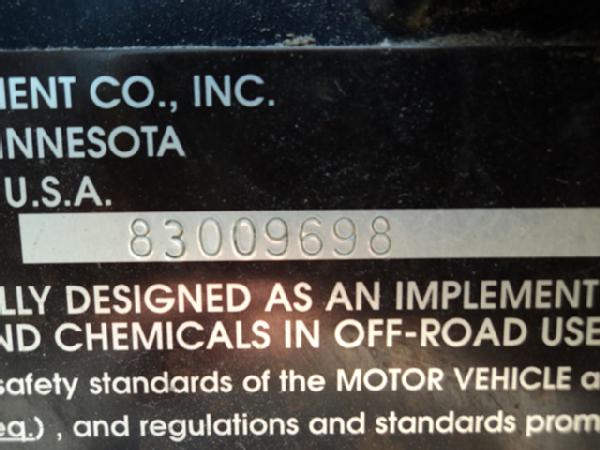 MENT CO., INC.
MINNESOTA
U.S.A.
83009698
LLY DESIGNED AS AN IMPLEMENT
ND CHEMICALS IN OFF-ROAD USE
safety standards of the MOTOR VEHICLE a
eq.) , and regulations and standards prom